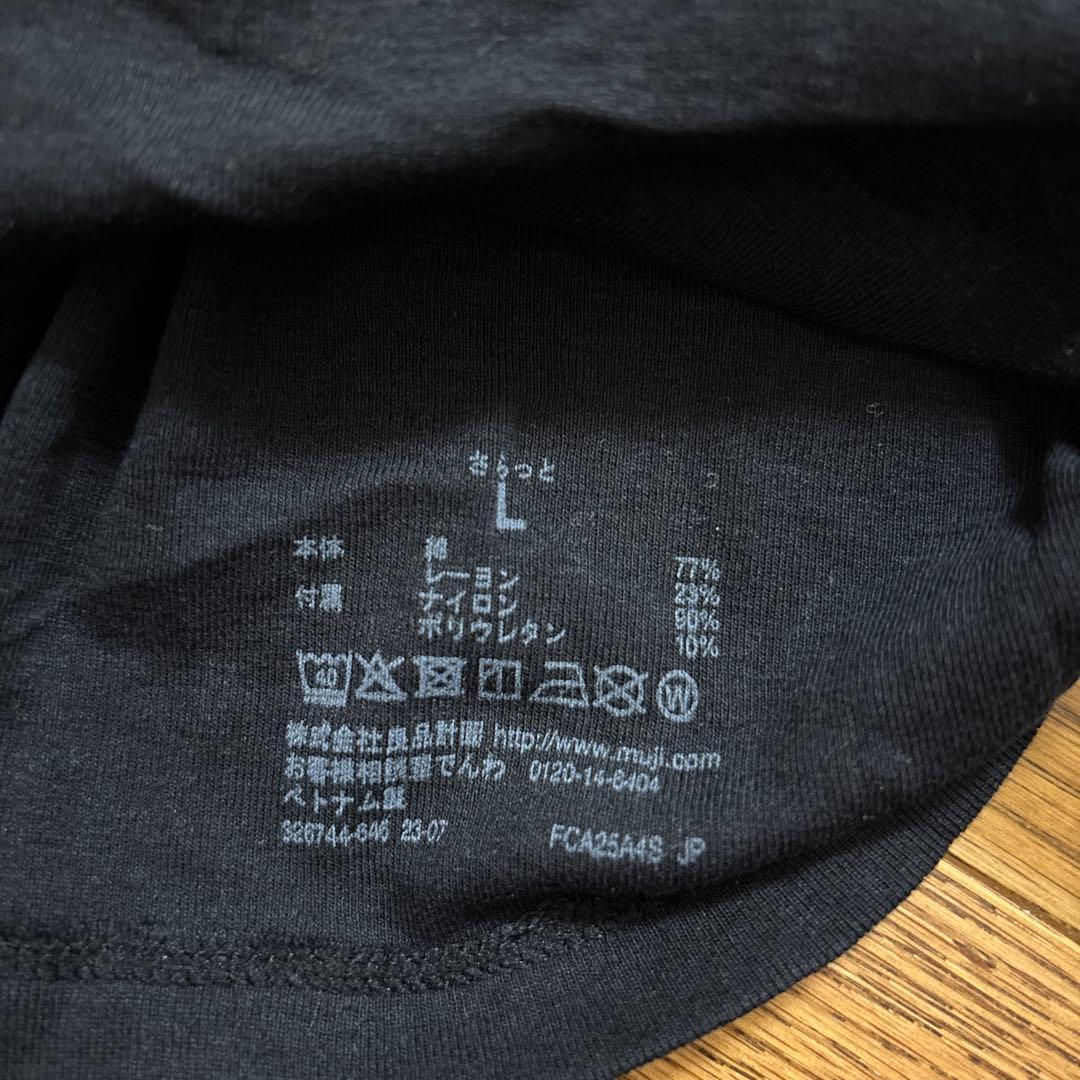 さらっと
L
本体 綿 77%
レーヨン 23%
付属 ナイロン 90%
ポリウレタン 10%
40
W
株式会社良品計画 http://www.muji.com
お客様相談室でんわ 0120-14-6404
ベトナム製
S26744-646 23-07 FCA25A4S JP